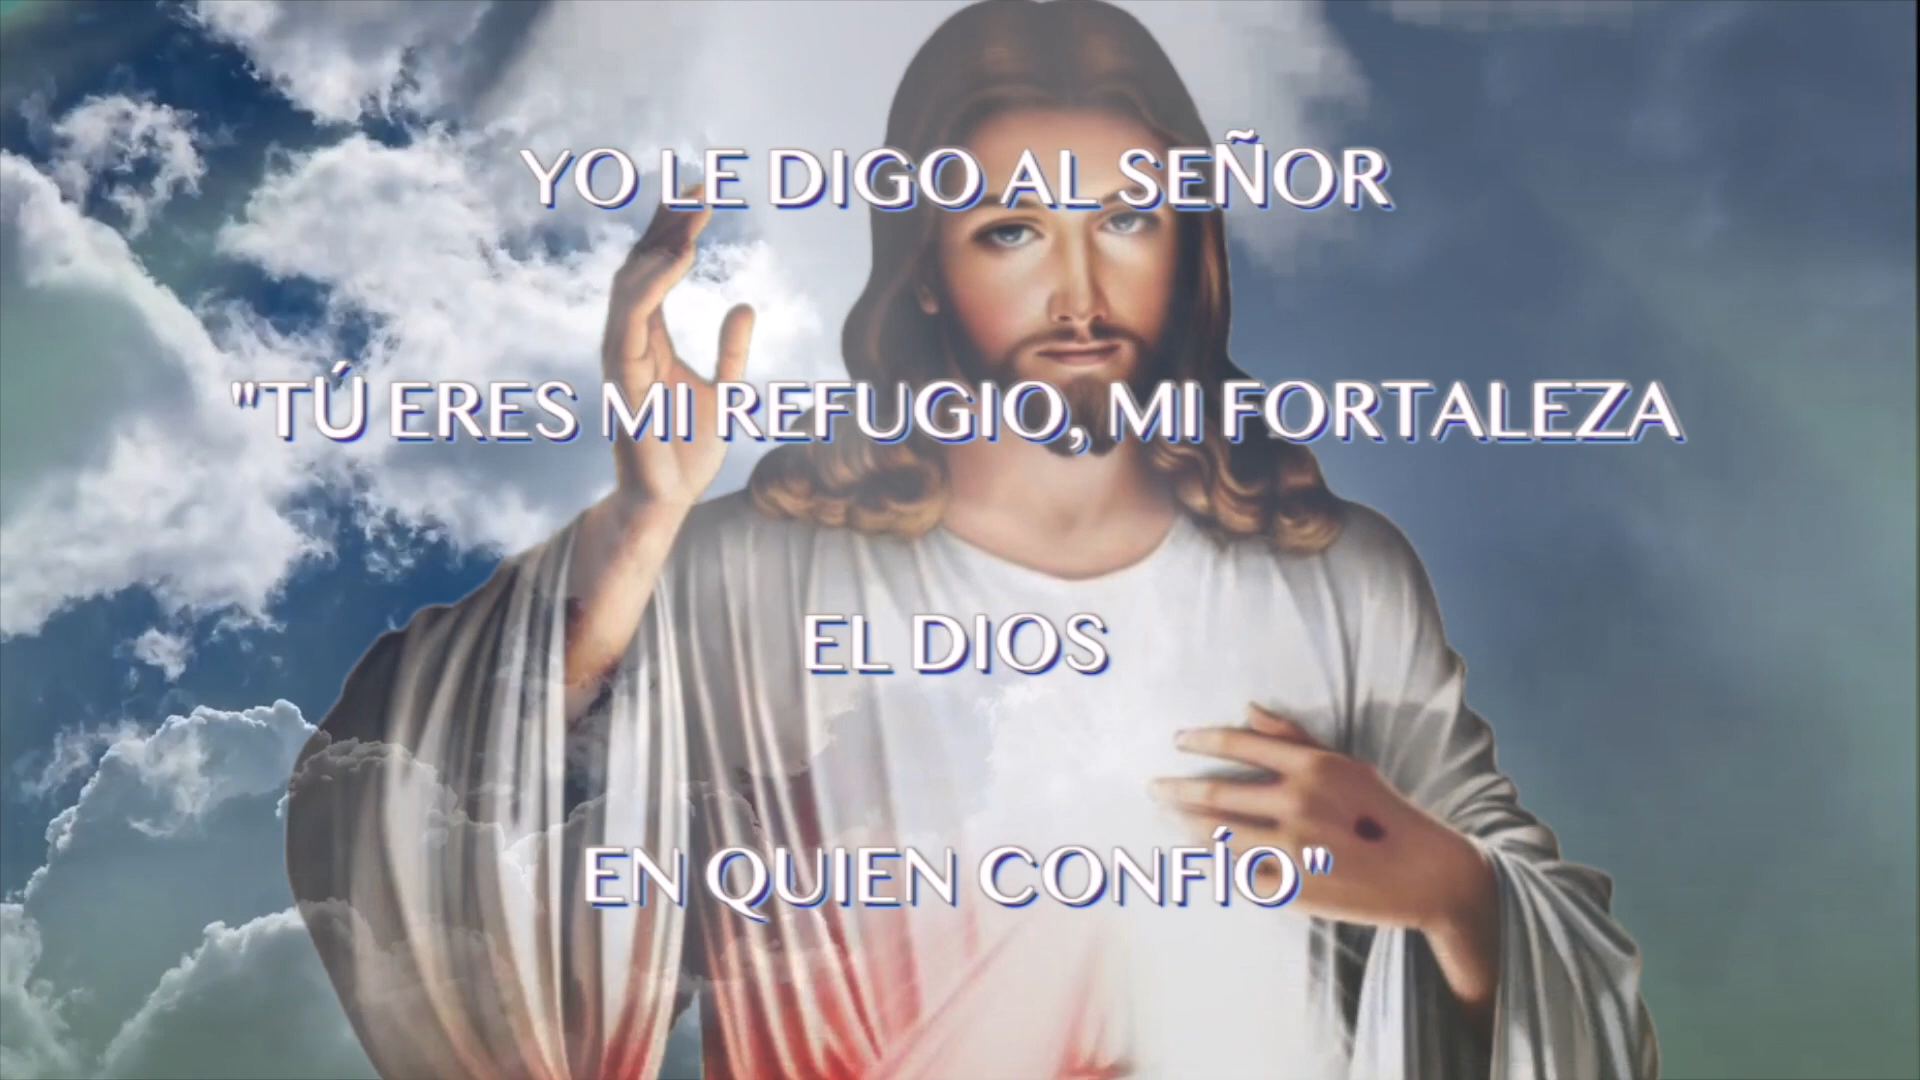 YO LE DIGO AL SEÑOR
"TÚ ERES MI REFUGIO, MI FORTALEZA
EL DIOS
EN QUIEN CONFÍO"